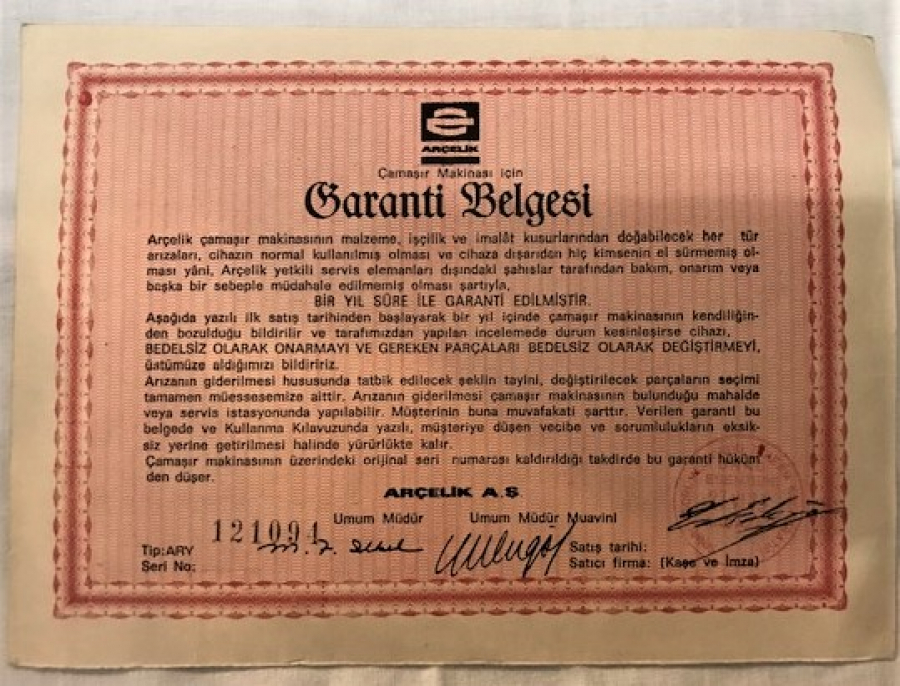 ARÇELİK
Çamaşır Makinası için
Garanti Belgesi
Arçelik çamaşır makinasının malzeme, işçilik ve imalât kusurlarından doğabilecek her tür
arızaları, cihazın normal kullanılmış olması ve cihaza dışarıdan hiç kimsenin el sürmemiş ol-
ması yâni, Arçelik yetkili servis elemanları dışındaki şahıslar tarafından bakım, onarım veya
başka bir sebeple müdahale edilmemiş olması şartıyla,
BİR YIL SÜRE İLE GARANTİ EDİLMİŞTİR.
Aşağıda yazılı ilk satış tarihinden başlayarak bir yıl içinde çamaşır makinasının kendiliğin-
den bozulduğu bildirilir ve tarafımızdan yapılan incelemede durum kesinleşirse cihazı,
BEDELSİZ OLARAK ONARMAYI VE GEREKEN PARÇALARI BEDELSİZ OLARAK DEĞİŞTİRMEYİ,
üstümüze aldığımızı bildiririz.
Arızanın giderilmesi hususunda tatbik edilecek şeklin tayini, değiştirilecek parçaların seçimi
tamamen müessesemize aittir. Arızanın giderilmesi çamaşır makinasının bulunduğu mahalde
veya servis istasyonunda yapılabilir. Müşterinin buna muvafakati şarttır. Verilen garanti bu
belgede ve Kullanma Kılavuzunda yazılı, müşteriye düşen vecibe ve sorumlulukların eksik-
siz yerine getirilmesi halinde yürürlükte kalır.
Çamaşır makinasının üzerindeki orijinal seri numarası kaldırıldığı takdirde bu garanti hüküm
den düşer.
ARÇELİK A.Ş.
Umum Müdür Umum Müdür Muavini
121094
Tip:ARY Satış tarihi:
Seri No: Satıcı firma: (Kaşe ve İmza)